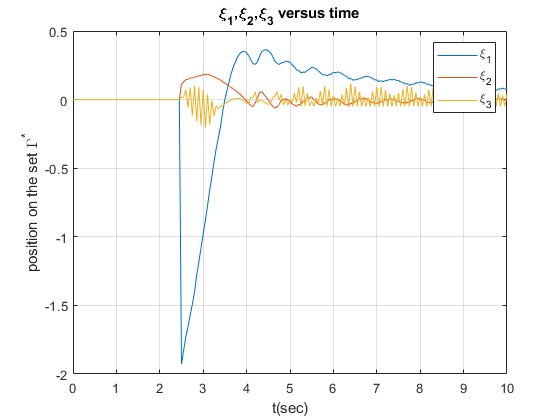 ξ₁,ξ₂,ξ₃ versus time
position on the set Γ*
0.5
0
-0.5
-1
-1.5
-2
ξ₁
ξ₂
ξ₃
0 1 2 3 4 5 6 7 8 9 10
t(sec)